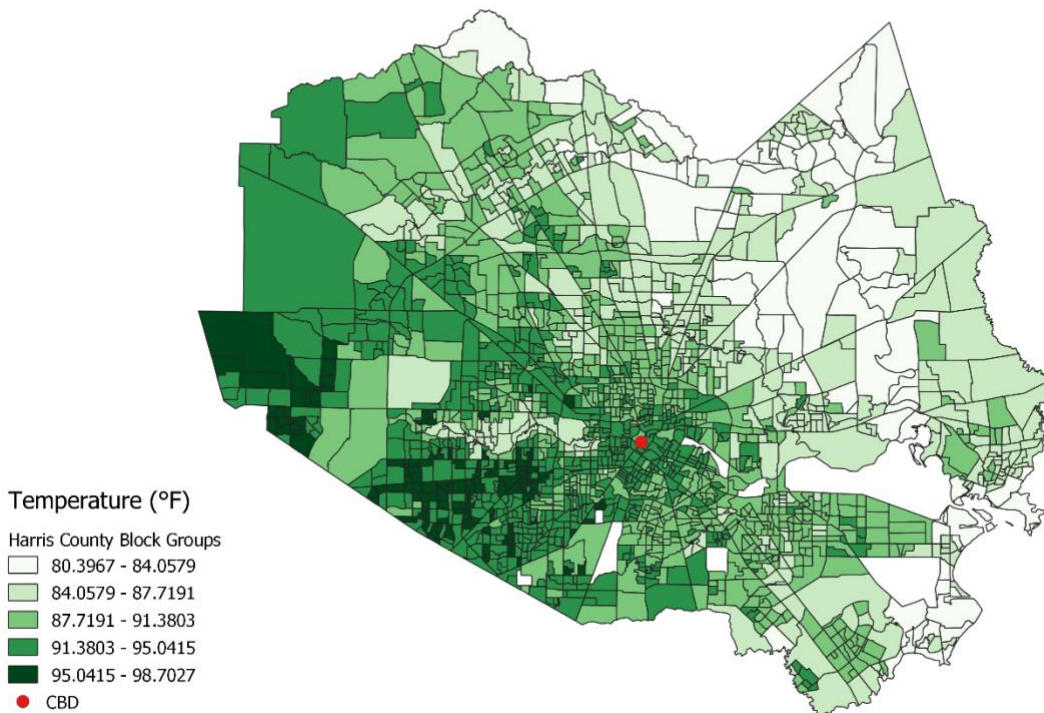 Temperature (°F)
Harris County Block Groups
80.3967 - 84.0579
84.0579 - 87.7191
87.7191 - 91.3803
91.3803 - 95.0415
95.0415 - 98.7027
CBD